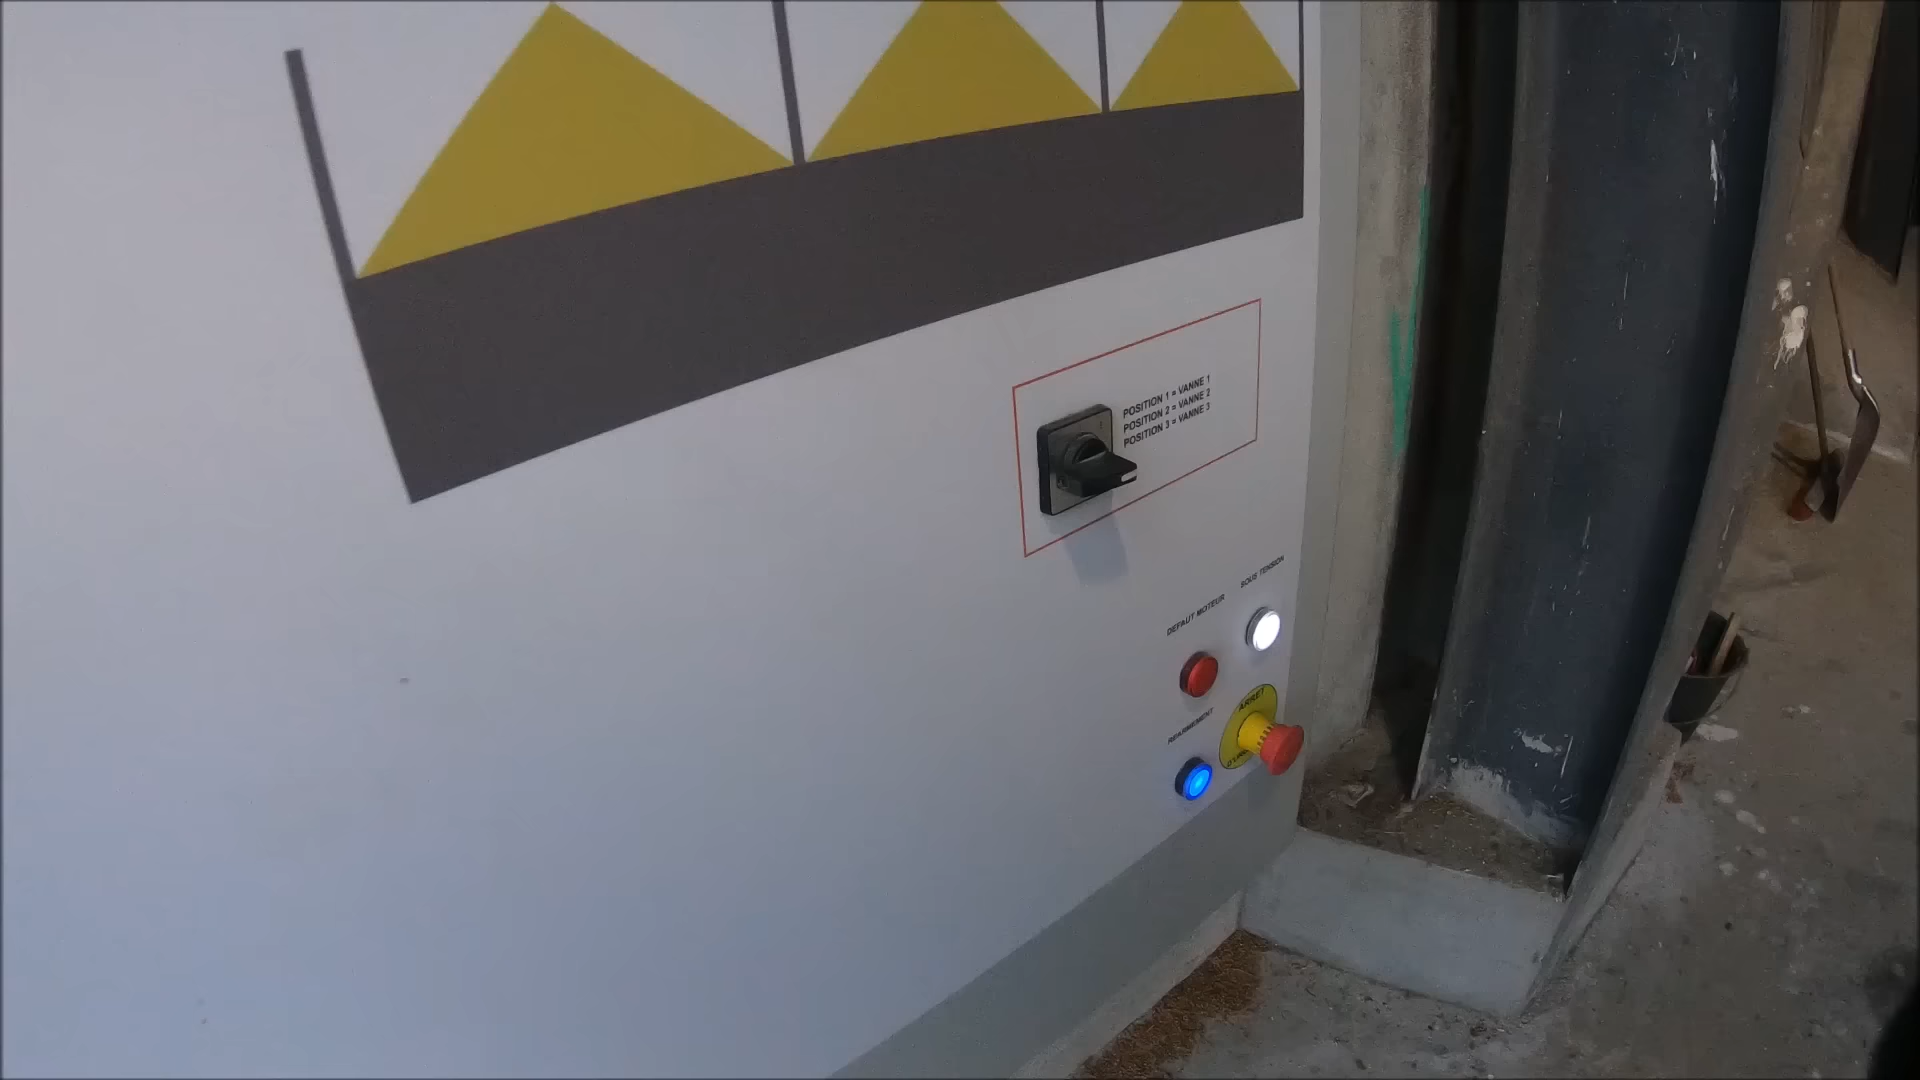 POSITION 1 = VANNE 1
POSITION 2 = VANNE 2
POSITION 3 = VANNE 3
SOUS TENSION
DEFAUT MOTEUR
ARRET
REARMEMENT